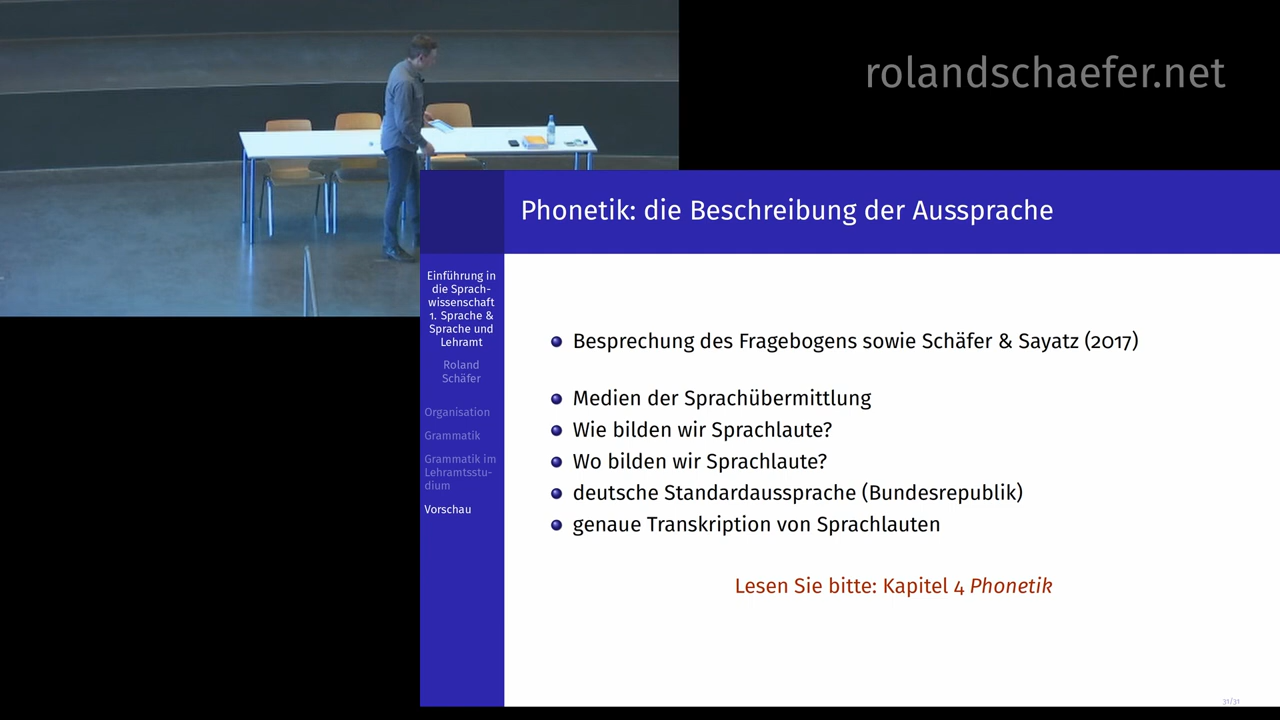 rolandschaefer.net
Phonetik: die Beschreibung der Aussprache
Einführung in
die Sprach-
wissenschaft
1. Sprache &
Sprache und
Lehramt
Roland
Schäfer
Organisation
Grammatik
Grammatik im
Lehramtsstu-
dium
Vorschau
Besprechung des Fragebogens sowie Schäfer & Sayatz (2017)
Medien der Sprachübermittlung
Wie bilden wir Sprachlaute?
Wo bilden wir Sprachlaute?
deutsche Standardaussprache (Bundesrepublik)
genaue Transkription von Sprachlauten
Lesen Sie bitte: Kapitel 4 Phonetik
31/31